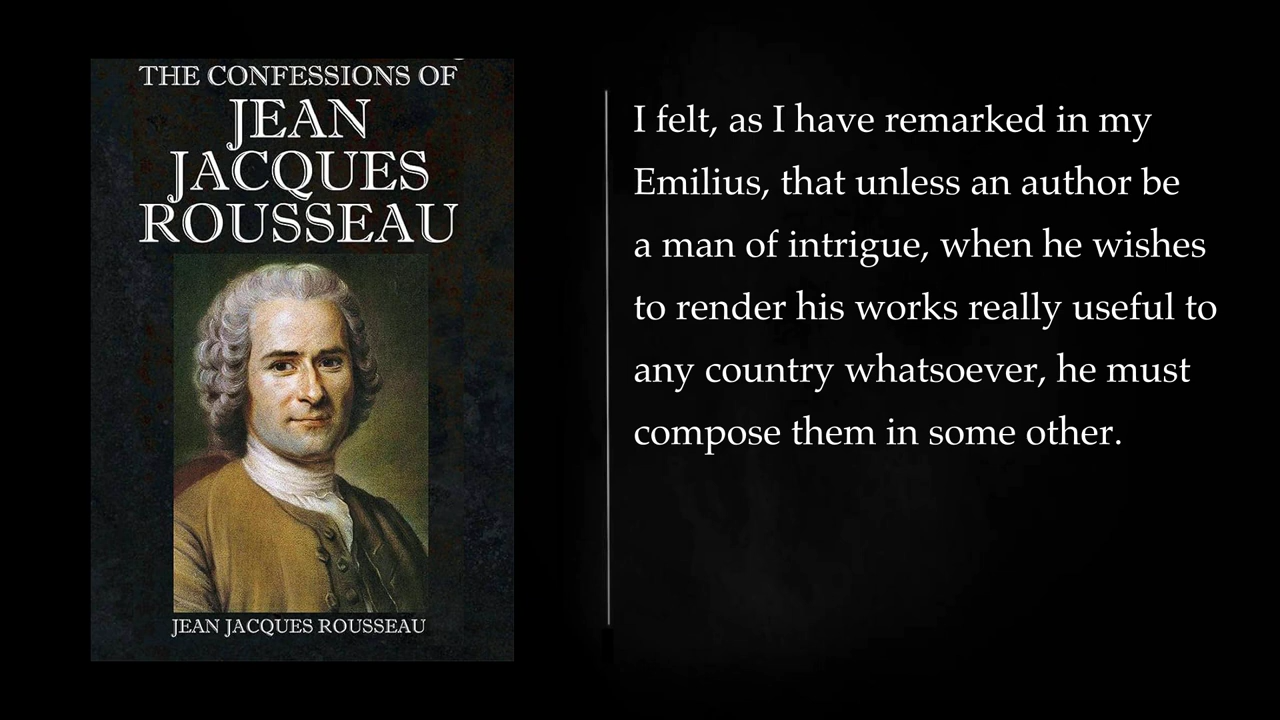 THE CONFESSIONS OF
JEAN
JACQUES
ROUSSEAU
JEAN JACQUES ROUSSEAU
I felt, as I have remarked in my
Emilius, that unless an author be
a man of intrigue, when he wishes
to render his works really useful to
any country whatsoever, he must
compose them in some other.